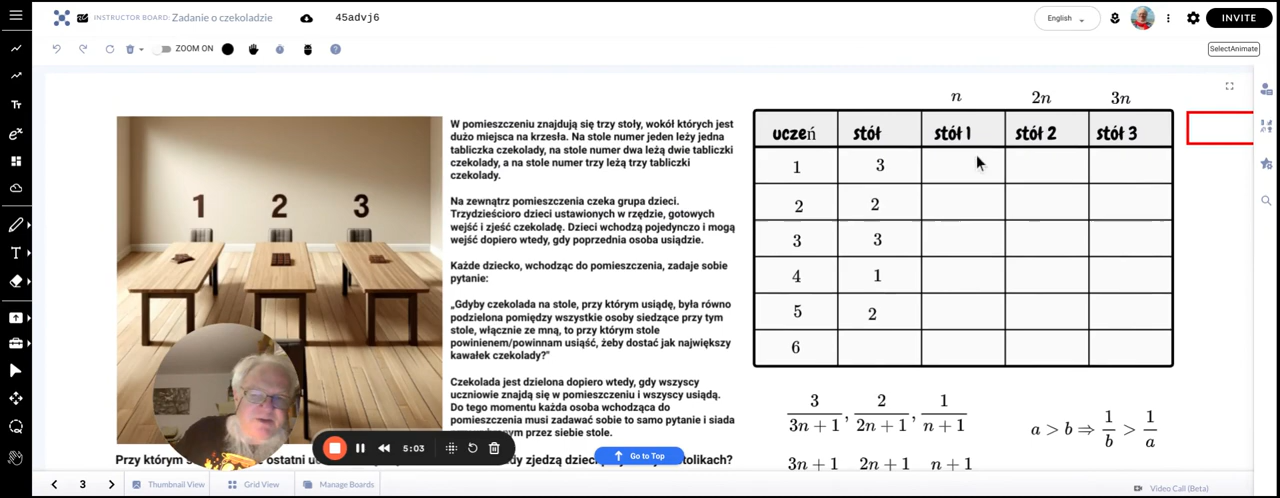 INSTRUCTOR BOARD: Zadanie o czekoladzie
45advj6
English
INVITE
ZOOM ON
SelectAnimate
1 2 3
W pomieszczeniu znajdują się trzy stoły, wokół których jest
dużo miejsca na krzesła. Na stole numer jeden leży jedna
tabliczka czekolady, na stole numer dwa leżą dwie tabliczki
czekolady, a na stole numer trzy leżą trzy tabliczki
czekolady.
Na zewnątrz pomieszczenia czeka grupa dzieci.
Trzydzieścioro dzieci ustawionych w rzędzie, gotowych
wejść i zjeść czekoladę. Dzieci wchodzą pojedynczo i mogą
wejść dopiero wtedy, gdy poprzednia osoba usiądzie.
Każde dziecko, wchodząc do pomieszczenia, zadaje sobie
pytanie:
„Gdyby czekolada na stole, przy którym usiądę, była równo
podzielona pomiędzy wszystkie osoby siedzące przy tym
stole, włącznie ze mną, to przy którym stole
powinienem/powinnam usiąść, żeby dostać jak największy
kawałek czekolady?"
Czekolada jest dzielona dopiero wtedy, gdy wszyscy
uczniowie znajdą się w pomieszczeniu i wszyscy usiądą.
Do tego momentu każda osoba wchodząca do
pomieszczenia musi zadawać sobie to samo pytanie i siada
przez siebie stole.
Przy którym ostatni zjedzą dzieci stolikach?
n 2n 3n
uczeń stół stół 1 stół 2 stół 3
1 3
2 2
3 3
4 1
5 2
6
3/(3n+1), 2/(2n+1), 1/(n+1)
a > b ⇒ 1/b > 1/a
3n+1 2n+1 n+1
5:03
Go to Top
3
Thumbnail View
Grid View
Manage Boards
Video Call (Beta)